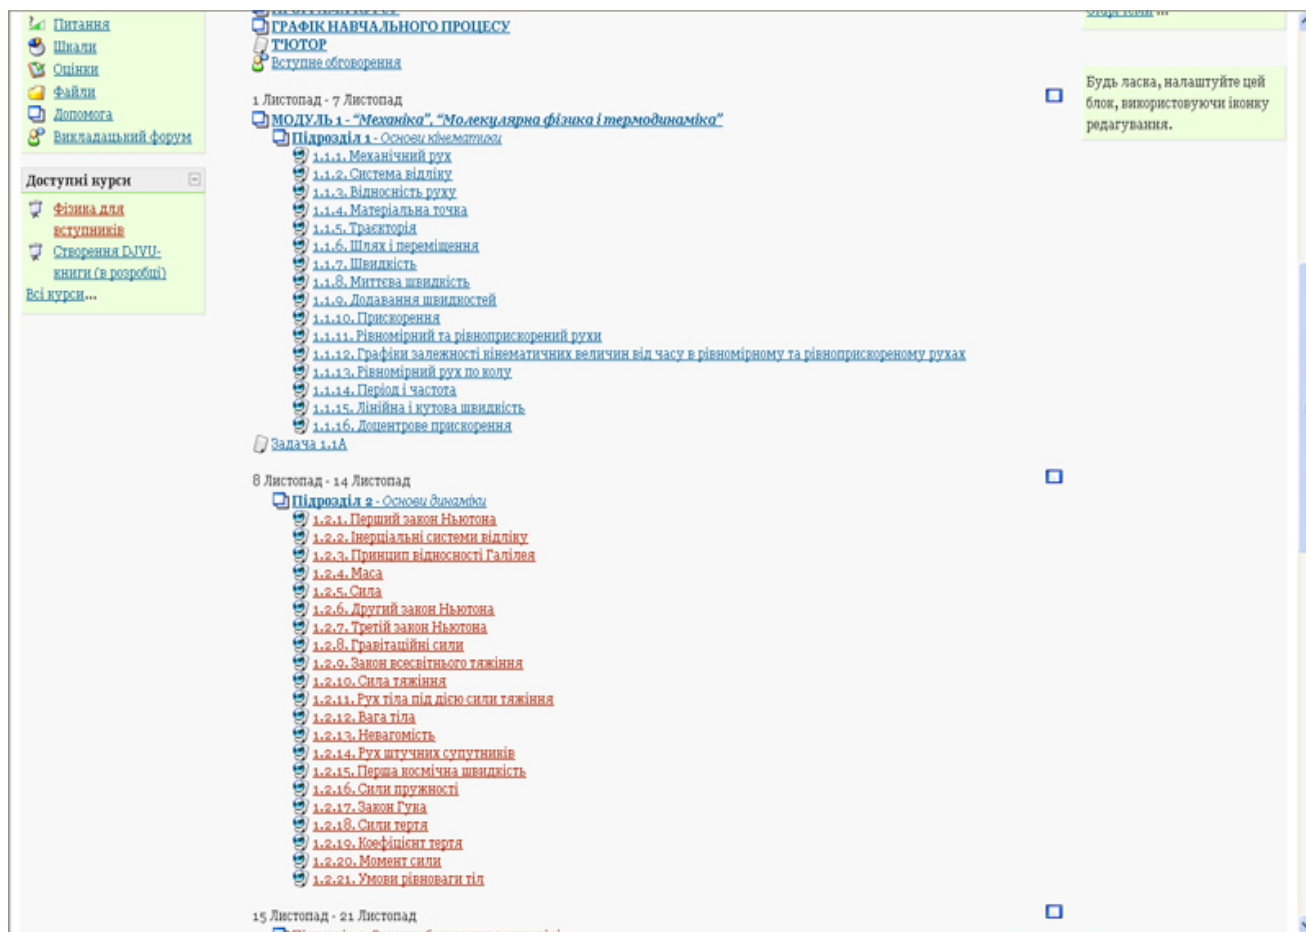 Питання
Шкали
Оцінки
Файли
Допомога
Викладацький форум
Доступні курси
Фізика для
вступників
Створення DJVU-
книги (в розробці)
Всі курси...
ПРОГРАМА КУРСУ
ГРАФІК НАВЧАЛЬНОГО ПРОЦЕСУ
Т'ЮТОР
Вступне обговорення
1 Листопад - 7 Листопад
МОДУЛЬ 1 - “Механіка”, “Молекулярна фізика і термодинаміка”
Підрозділ 1 - Основи кінематики
1.1.1. Механічний рух
1.1.2. Система відліку
1.1.3. Відносність руху
1.1.4. Матеріальна точка
1.1.5. Траєкторія
1.1.6. Шлях і переміщення
1.1.7. Швидкість
1.1.8. Миттєва швидкість
1.1.9. Додавання швидкостей
1.1.10. Прискорення
1.1.11. Рівномірний та рівноприскорений рухи
1.1.12. Графіки залежності кінематичних величин від часу в рівномірному та рівноприскореному рухах
1.1.13. Рівномірний рух по колу
1.1.14. Період і частота
1.1.15. Лінійна і кутова швидкість
1.1.16. Доцентрове прискорення
Задача 1.1А
8 Листопад - 14 Листопад
Підрозділ 2 - Основи динаміки
1.2.1. Перший закон Ньютона
1.2.2. Інерціальні системи відліку
1.2.3. Принцип відносності Галілея
1.2.4. Маса
1.2.5. Сила
1.2.6. Другий закон Ньютона
1.2.7. Третій закон Ньютона
1.2.8. Гравітаційні сили
1.2.9. Закон всесвітнього тяжіння
1.2.10. Сила тяжіння
1.2.11. Рух тіла під дією сили тяжіння
1.2.12. Вага тіла
1.2.13. Невагомість
1.2.14. Рух штучних супутників
1.2.15. Перша космічна швидкість
1.2.16. Сили пружності
1.2.17. Закон Гука
1.2.18. Сили тертя
1.2.19. Коефіцієнт тертя
1.2.20. Момент сили
1.2.21. Умови рівноваги тіл
15 Листопад - 21 Листопад
Будь ласка, налаштуйте цей
блок, використовуючи іконку
редагування.